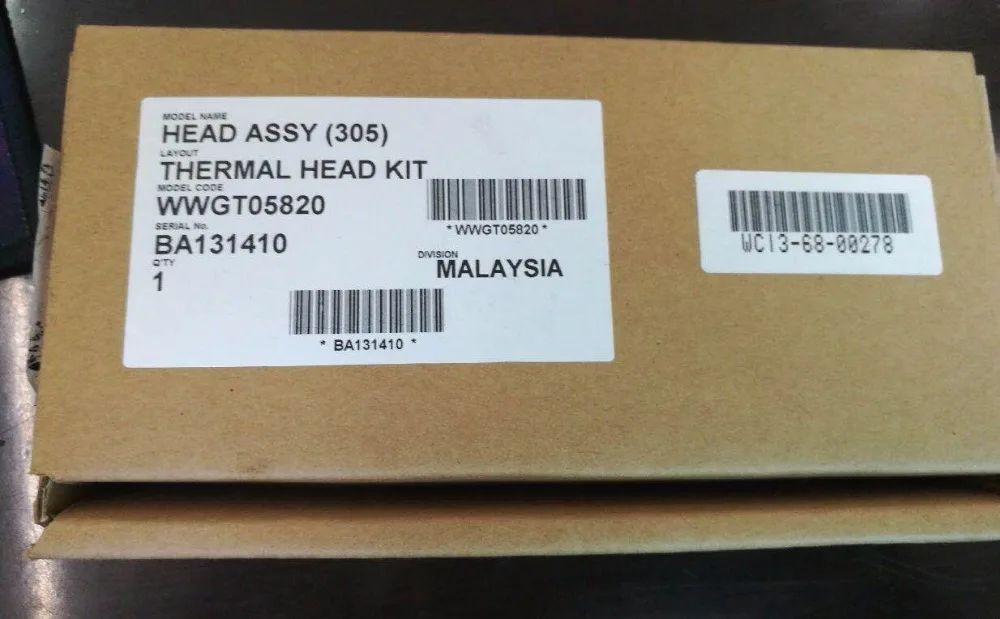 MODEL NAME
HEAD ASSY (305)
LAYOUT
THERMAL HEAD KIT
MODEL CODE
WWGT05820
*WWGT05820*
SERIAL No.
BA131410
DIVISION
MALAYSIA
Q'TY
1
* BA131410 *
WCI3-68-00278